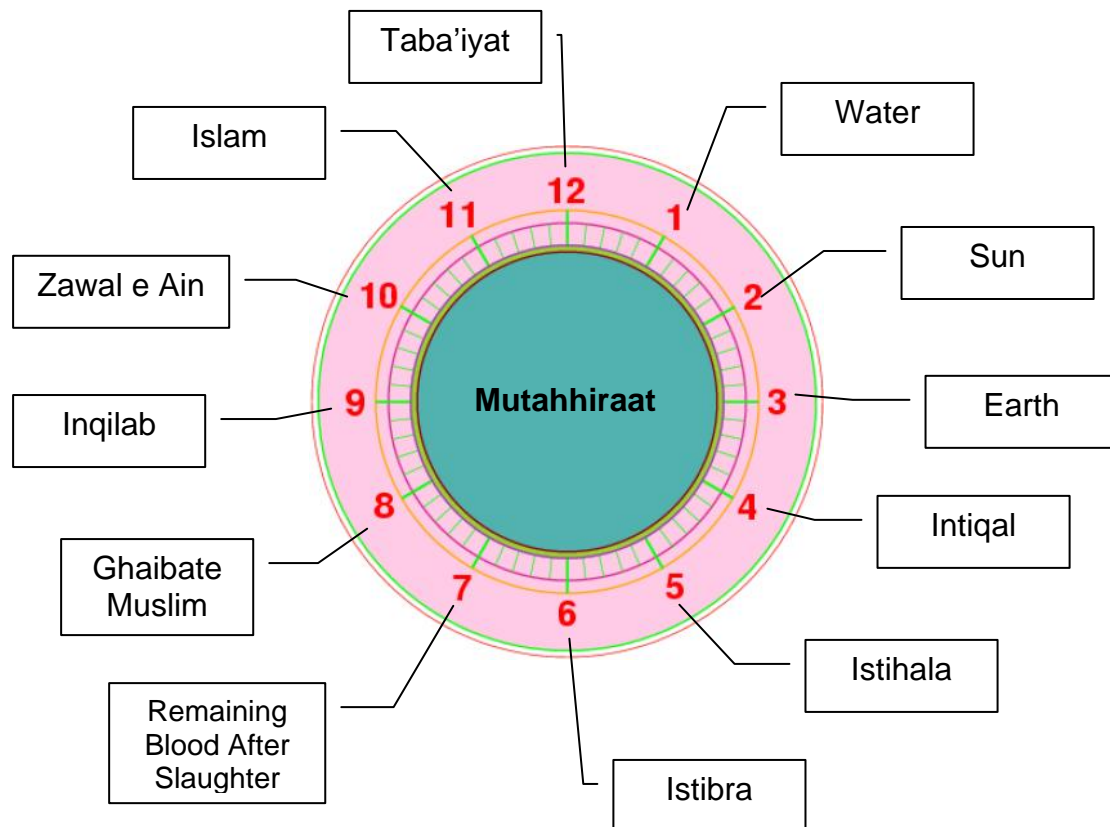 Taba’iyat
Water
Islam
12
11
1
Sun
Zawal e Ain
10
2
Mutahhiraat
Inqilab
9
3
Earth
8
4
Intiqal
Ghaibate
Muslim
7
5
6
Istihala
Remaining
Blood After
Slaughter
Istibra